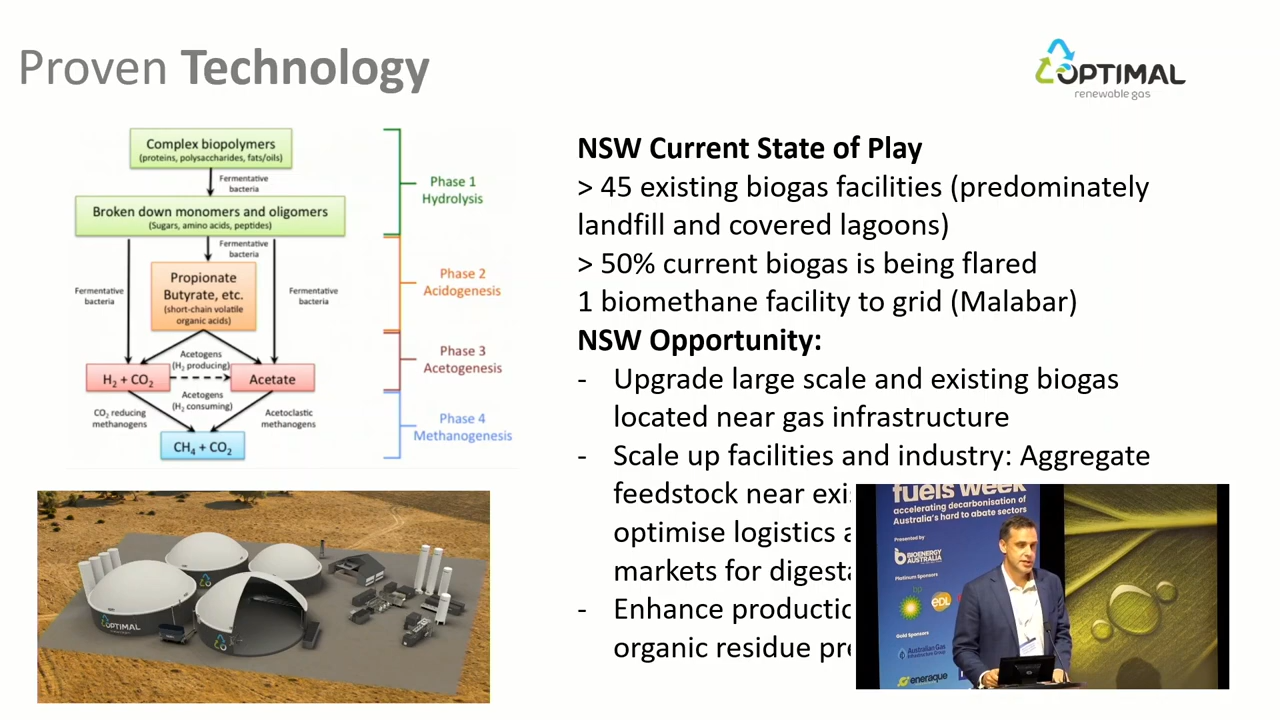 Proven Technology
OPTIMAL
renewable gas
Complex biopolymers
(proteins, polysaccharides, fats/oils)
Fermentative
bacteria
Broken down monomers and oligomers
(Sugars, amino acids, peptides)
Fermentative
bacteria
Propionate
Butyrate, etc.
(short-chain volatile
organic acids)
Fermentative
bacteria
Fermentative
bacteria
Acetogens
(H₂ producing)
H₂ + CO₂
Acetate
Acetogens
(H₂ consuming)
CO₂ reducing
methanogens
Acetoclastic
methanogens
CH₄ + CO₂
Phase 1
Hydrolysis
Phase 2
Acidogenesis
Phase 3
Acetogenesis
Phase 4
Methanogenesis
OPTIMAL
NSW Current State of Play
> 45 existing biogas facilities (predominately
landfill and covered lagoons)
> 50% current biogas is being flared
1 biomethane facility to grid (Malabar)
NSW Opportunity:
- Upgrade large scale and existing biogas
located near gas infrastructure
- Scale up facilities and industry: Aggregate
feedstock near
optimise logistics
markets for
- Enhance
organic residue
fuels week
accelerating decarbonisation of
Australia's hard to abate sectors
Presented by
BIOENERGY
AUSTRALIA
Platinum Sponsors
bp
EDL
Gold Sponsors
Australian Gas
Infrastructure Group
eneraque